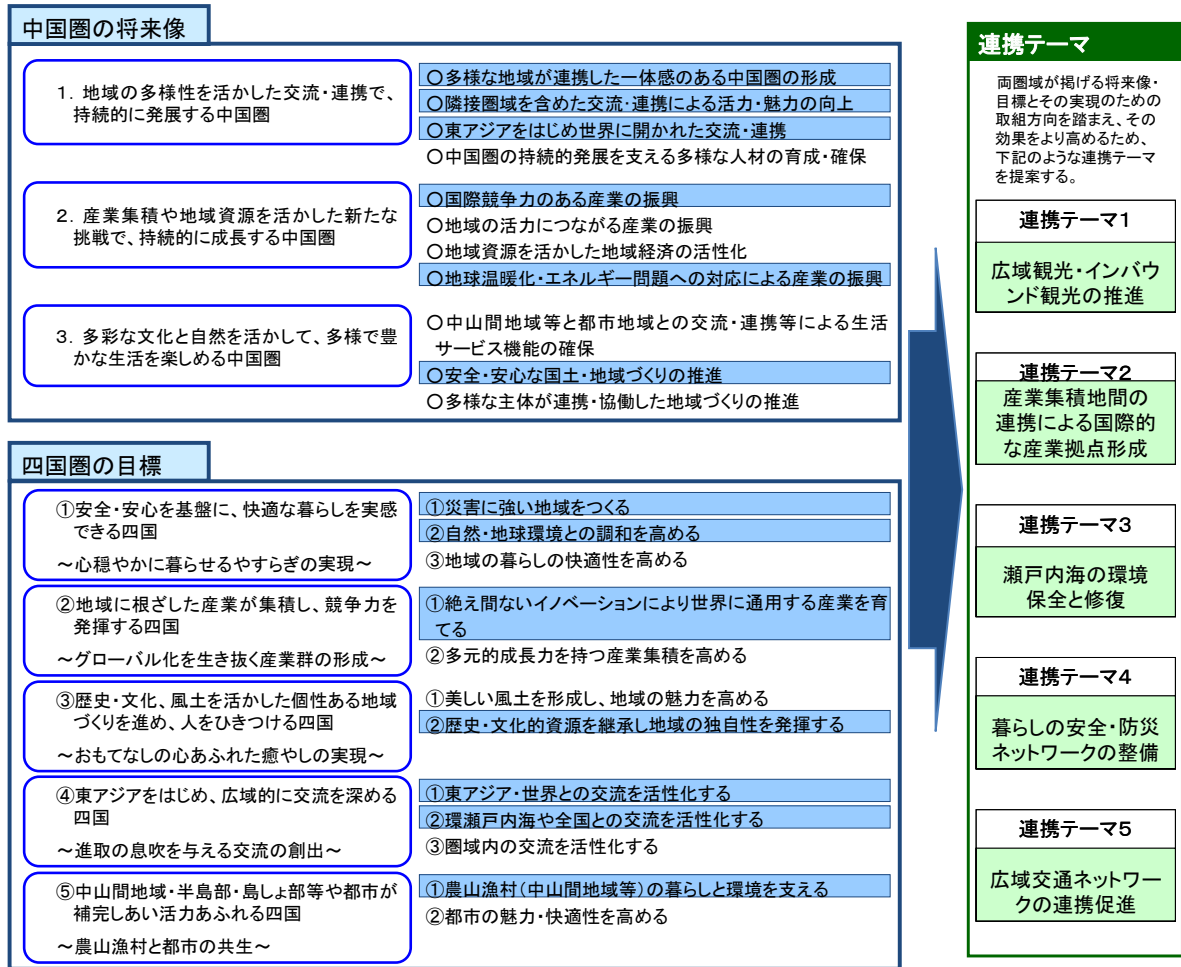 中国圏の将来像
1．地域の多様性を活かした交流・連携で、
持続的に発展する中国圏
○多様な地域が連携した一体感のある中国圏の形成
○隣接圏域を含めた交流・連携による活力・魅力の向上
○東アジアをはじめ世界に開かれた交流・連携
○中国圏の持続的発展を支える多様な人材の育成・確保
2．産業集積や地域資源を活かした新たな
挑戦で、持続的に成長する中国圏
○国際競争力のある産業の振興
○地域の活力につながる産業の振興
○地域資源を活かした地域経済の活性化
○地球温暖化・エネルギー問題への対応による産業の振興
3．多彩な文化と自然を活かして、多様で豊
かな生活を楽しめる中国圏
○中山間地域等と都市地域との交流・連携等による生活
サービス機能の確保
○安全・安心な国土・地域づくりの推進
○多様な主体が連携・協働した地域づくりの推進
四国圏の目標
①安全・安心を基盤に、快適な暮らしを実感
できる四国
～心穏やかに暮らせるやすらぎの実現～
①災害に強い地域をつくる
②自然・地球環境との調和を高める
③地域の暮らしの快適性を高める
②地域に根ざした産業が集積し、競争力を
発揮する四国
～グローバル化を生き抜く産業群の形成～
①絶え間ないイノベーションにより世界に通用する産業を育
てる
②多元的成長力を持つ産業集積を高める
③歴史・文化、風土を活かした個性ある地域
づくりを進め、人をひきつける四国
～おもてなしの心あふれた癒やしの実現～
①美しい風土を形成し、地域の魅力を高める
②歴史・文化的資源を継承し地域の独自性を発揮する
④東アジアをはじめ、広域的に交流を深める
四国
～進取の息吹を与える交流の創出～
①東アジア・世界との交流を活性化する
②環瀬戸内海や全国との交流を活性化する
③圏域内の交流を活性化する
⑤中山間地域・半島部・島しょ部等や都市が
補完しあい活力あふれる四国
～農山漁村と都市の共生～
①農山漁村（中山間地域等）の暮らしと環境を支える
②都市の魅力・快適性を高める
連携テーマ
両圏域が掲げる将来像・
目標とその実現のための
取組方向を踏まえ、その
効果をより高めるため、
下記のような連携テーマ
を提案する。
連携テーマ1
広域観光・インバウ
ンド観光の推進
連携テーマ2
産業集積地間の
連携による国際的
な産業拠点形成
連携テーマ3
瀬戸内海の環境
保全と修復
連携テーマ4
暮らしの安全・防災
ネットワークの整備
連携テーマ5
広域交通ネットワー
クの連携促進